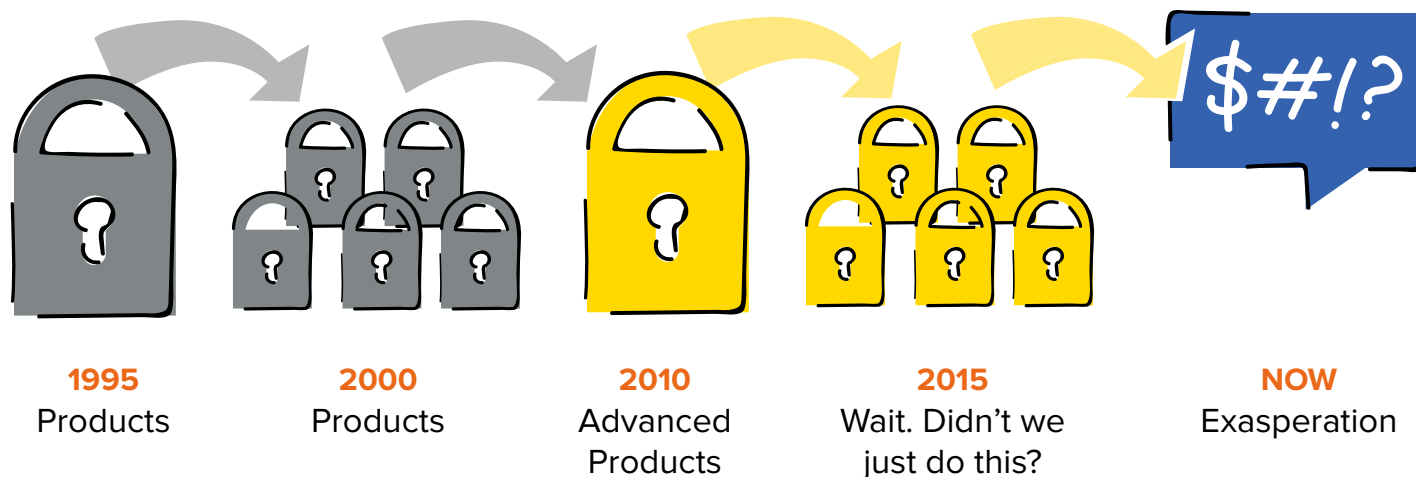 $#!?
1995
Products
2000
Products
2010
Advanced
Products
2015
Wait. Didn’t we
just do this?
NOW
Exasperation